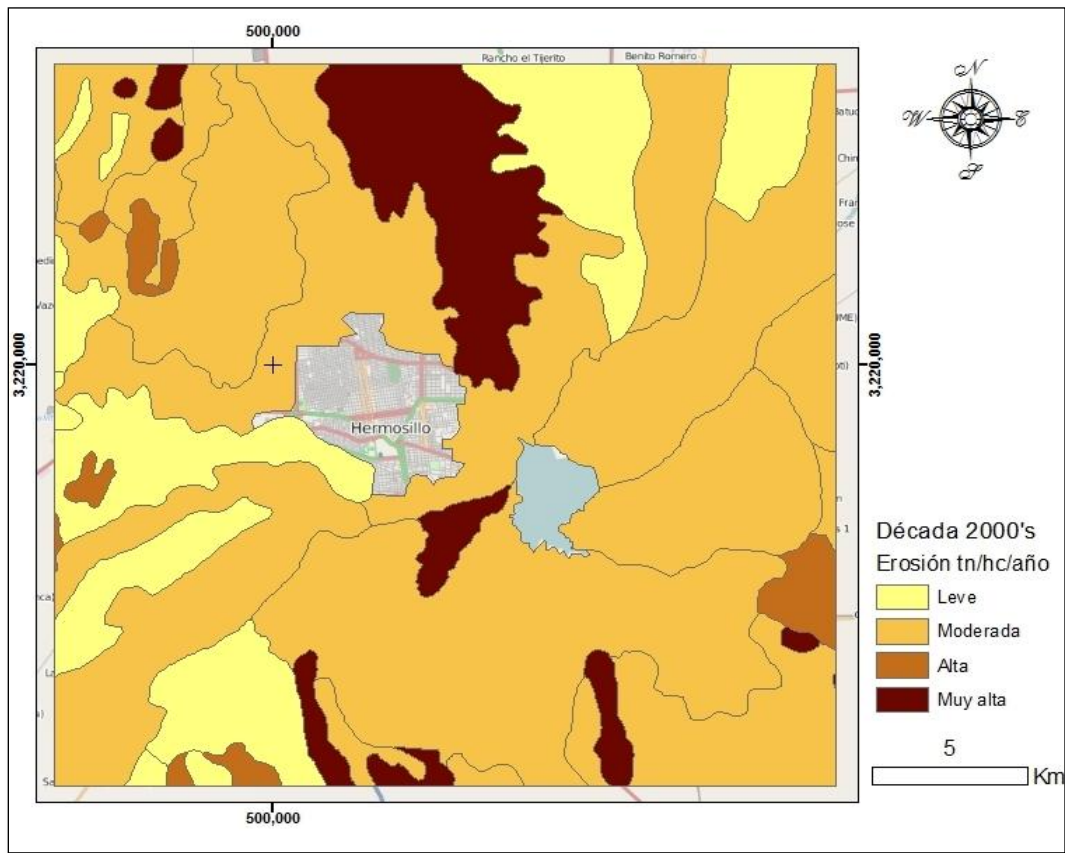 500,000
Rancho el Tijerito
Benito Romero
N
W
E
S
3,220,000
3,220,000
Hermosillo
Década 2000's
Erosión tn/hc/año
Leve
Moderada
Alta
Muy alta
5
Km
500,000